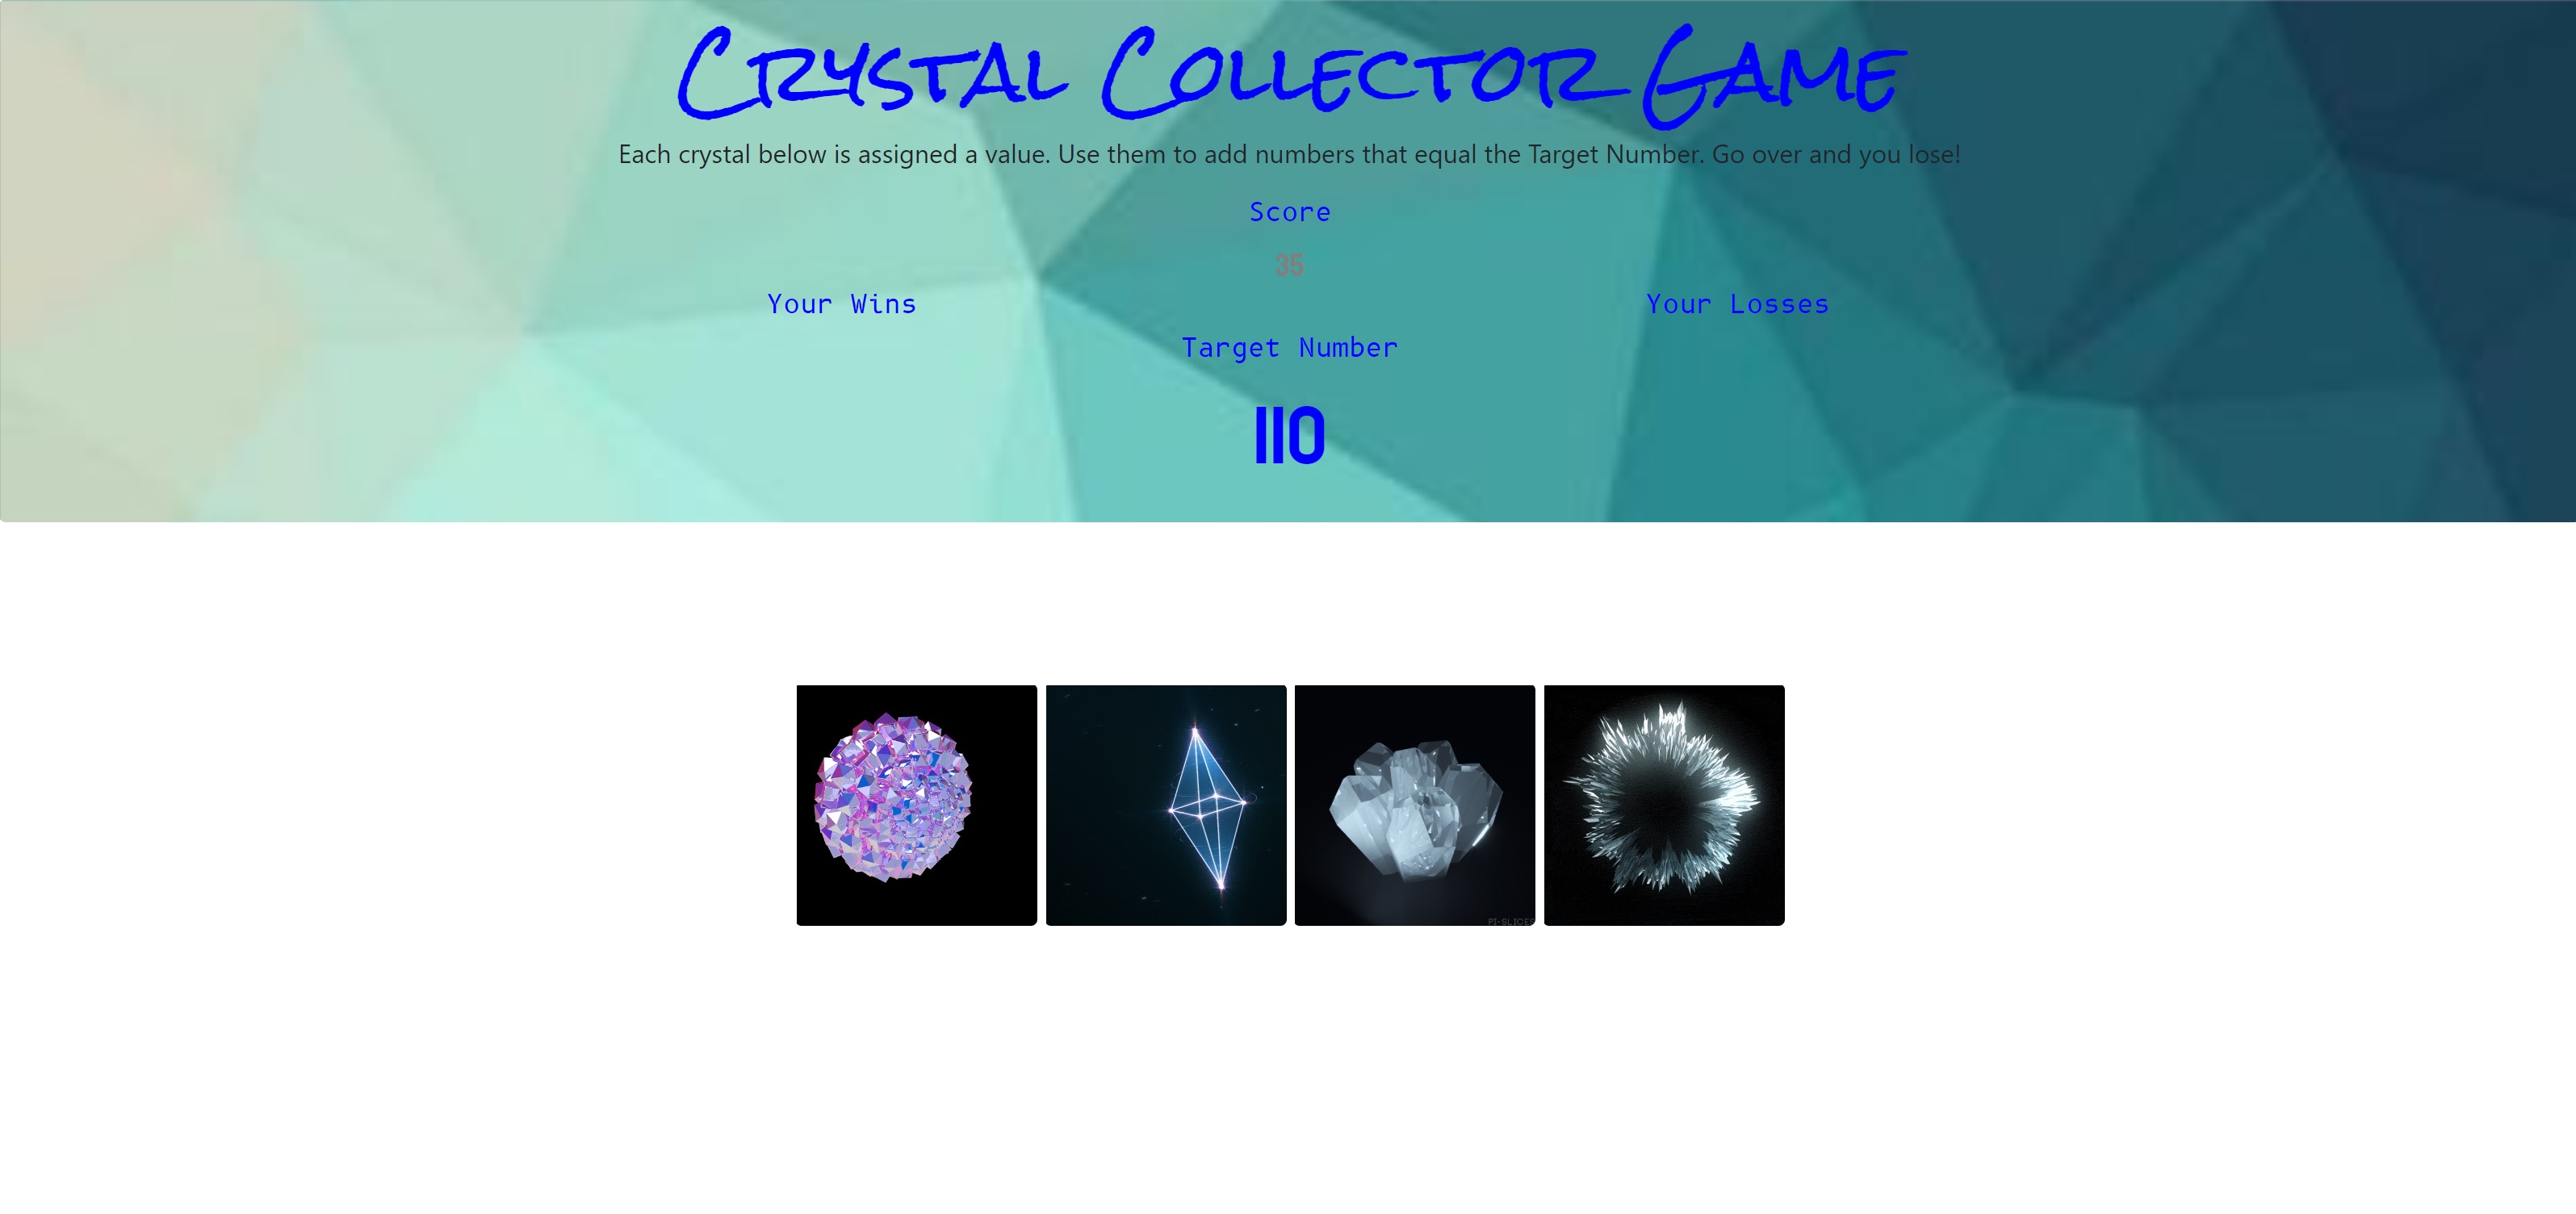 Crystal Collector Game
Each crystal below is assigned a value. Use them to add numbers that equal the Target Number. Go over and you lose!
Score
35
Your Wins
Your Losses
Target Number
110
PI-SLICES